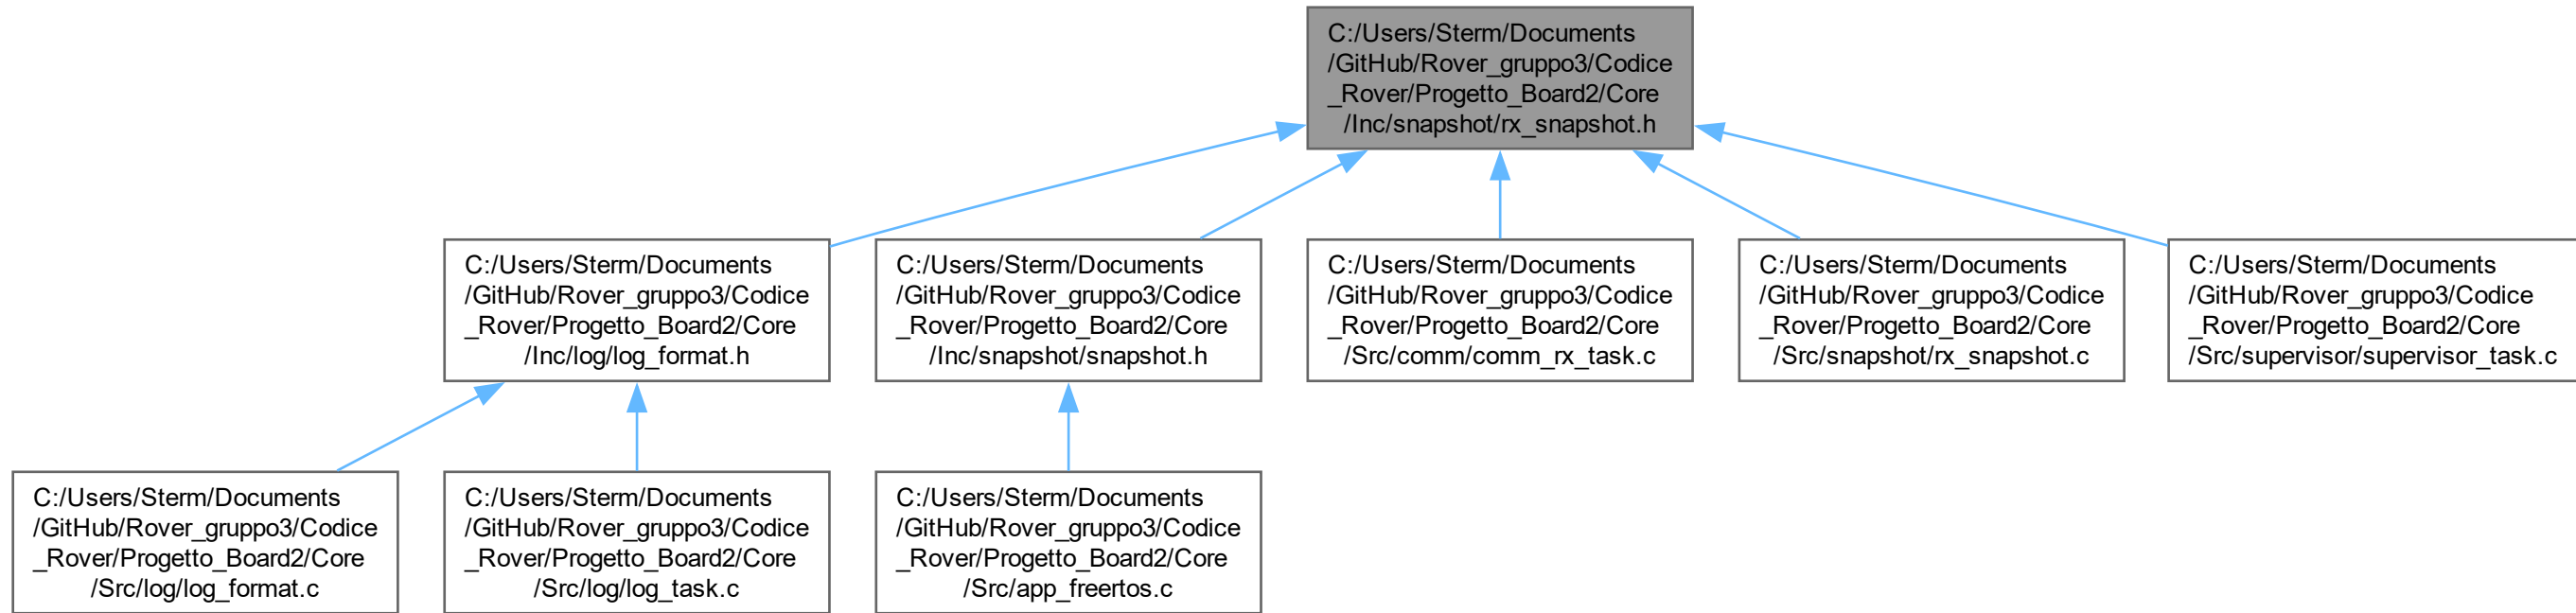 C:/Users/Sterm/Documents
/GitHub/Rover_gruppo3/Codice
_Rover/Progetto_Board2/Core
/Inc/snapshot/rx_snapshot.h
C:/Users/Sterm/Documents
/GitHub/Rover_gruppo3/Codice
_Rover/Progetto_Board2/Core
/Inc/log/log_format.h
C:/Users/Sterm/Documents
/GitHub/Rover_gruppo3/Codice
_Rover/Progetto_Board2/Core
/Inc/snapshot/snapshot.h
C:/Users/Sterm/Documents
/GitHub/Rover_gruppo3/Codice
_Rover/Progetto_Board2/Core
/Src/comm/comm_rx_task.c
C:/Users/Sterm/Documents
/GitHub/Rover_gruppo3/Codice
_Rover/Progetto_Board2/Core
/Src/snapshot/rx_snapshot.c
C:/Users/Sterm/Documents
/GitHub/Rover_gruppo3/Codice
_Rover/Progetto_Board2/Core
/Src/supervisor/supervisor_task.c
C:/Users/Sterm/Documents
/GitHub/Rover_gruppo3/Codice
_Rover/Progetto_Board2/Core
/Src/log/log_format.c
C:/Users/Sterm/Documents
/GitHub/Rover_gruppo3/Codice
_Rover/Progetto_Board2/Core
/Src/log/log_task.c
C:/Users/Sterm/Documents
/GitHub/Rover_gruppo3/Codice
_Rover/Progetto_Board2/Core
/Src/app_freertos.c